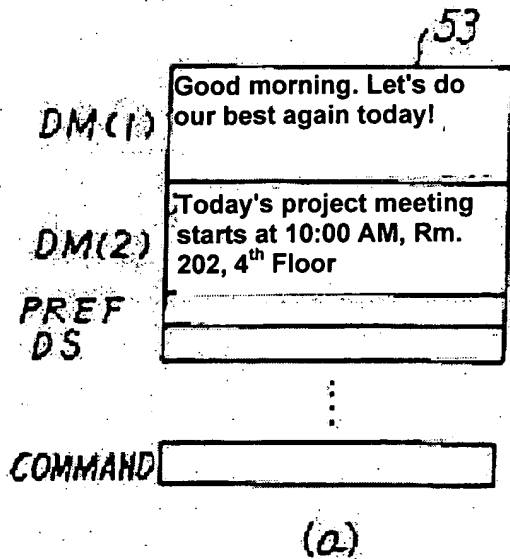 53
Good morning. Let's do
DM(1) our best again today!
Today's project meeting
DM(2) starts at 10:00 AM, Rm.
202, 4th Floor
PREF
DS
COMMAND
(a)